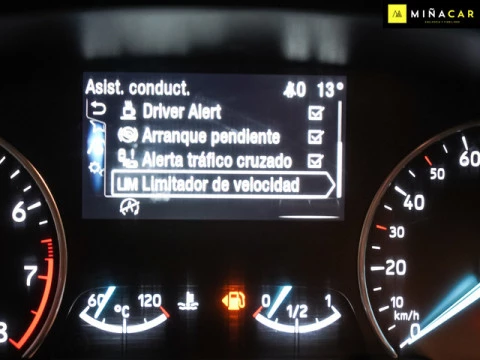 MIÑACAR
Asist. conduct.
13°
Driver Alert
Arranque pendiente
Alerta tráfico cruzado
LIM Limitador de velocidad
6
7
8
60
120
°C
0
1/2
1
60
50
40
30
20
10
0
km/h